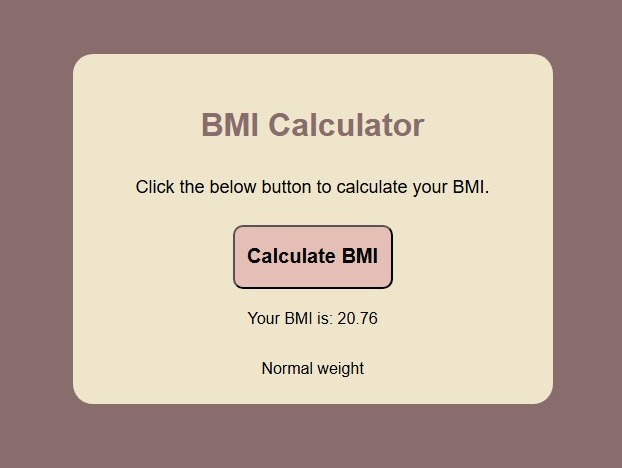 BMI Calculator
Click the below button to calculate your BMI.
Calculate BMI
Your BMI is: 20.76
Normal weight